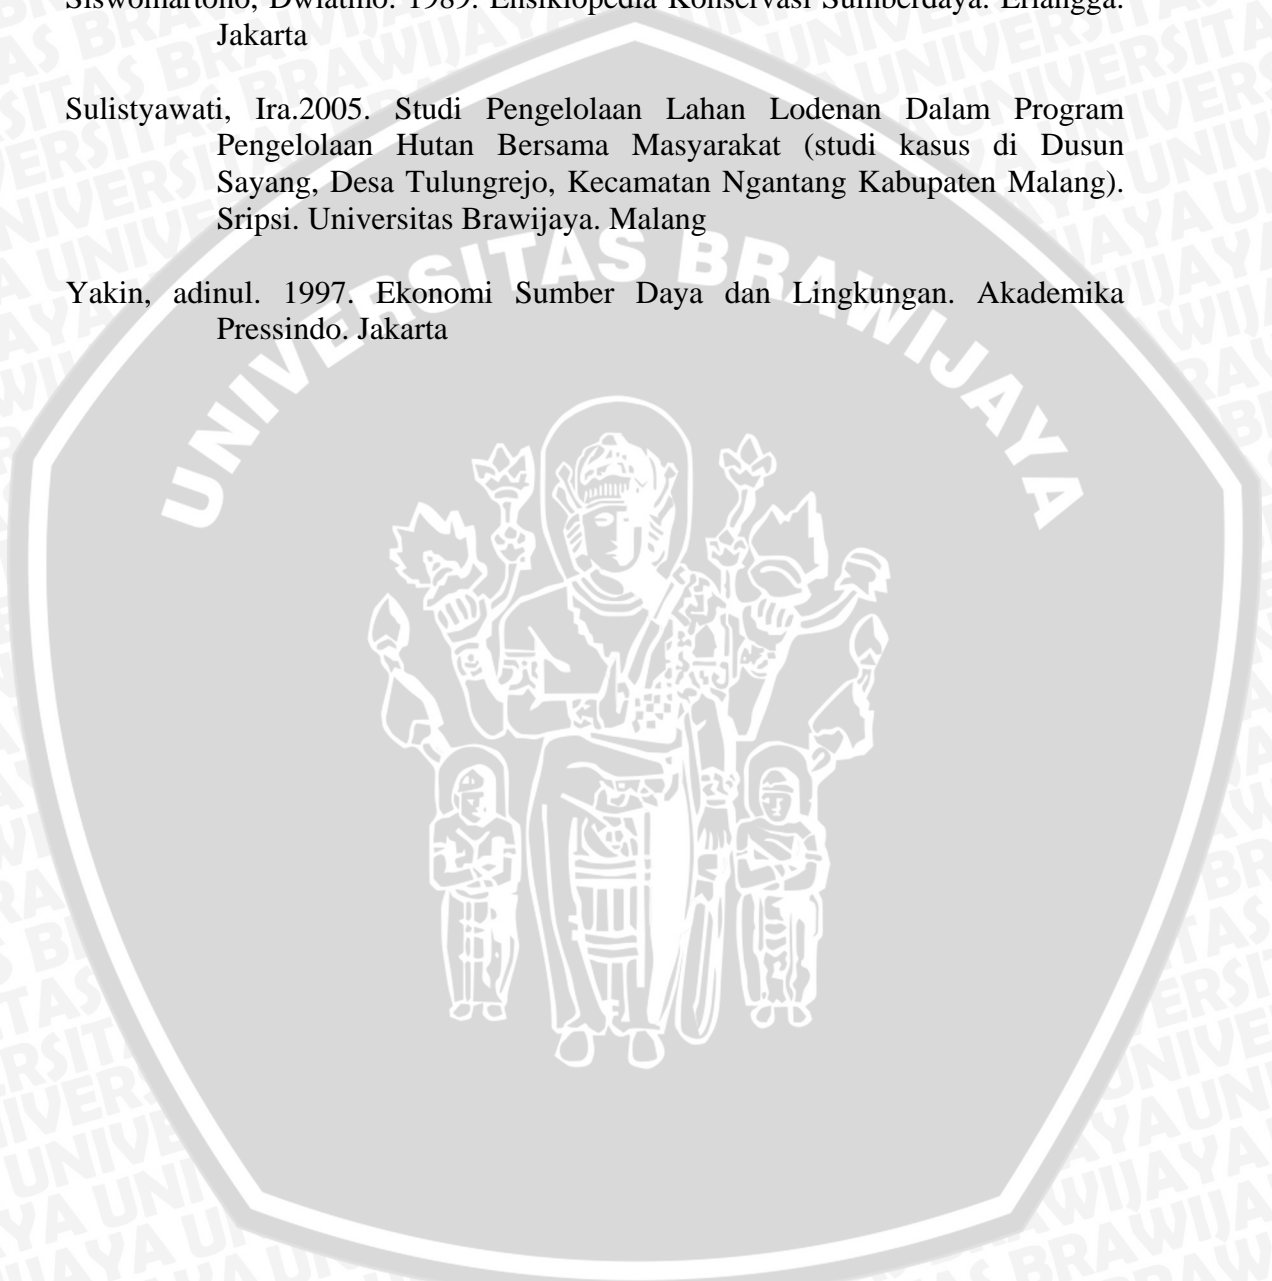 Siswomartono, Dwiatmo. 1989. Ensiklopedia Konservasi Sumberdaya. Erlangga.
Jakarta
Sulistyawati, Ira.2005. Studi Pengelolaan Lahan Lodenan Dalam Program
Pengelolaan Hutan Bersama Masyarakat (studi kasus di Dusun
Sayang, Desa Tulungrejo, Kecamatan Ngantang Kabupaten Malang).
Sripsi. Universitas Brawijaya. Malang
Yakin, adinul. 1997. Ekonomi Sumber Daya dan Lingkungan. Akademika
Pressindo. Jakarta
UNIVERSITAS BRAWIJAYA